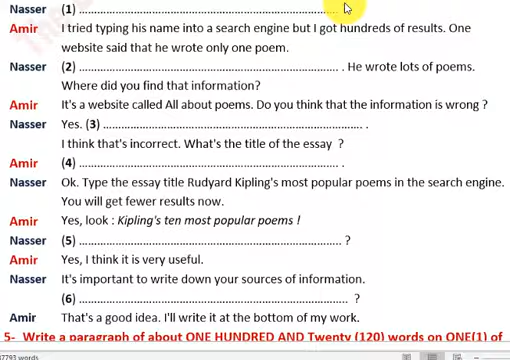 Nasser (1) ................................................................................
Amir I tried typing his name into a search engine but I got hundreds of results. One
website said that he wrote only one poem.
Nasser (2) ................................................................................ . He wrote lots of poems.
Where did you find that information?
Amir It's a website called All about poems. Do you think that the information is wrong ?
Nasser Yes. (3) ................................................................................ .
I think that's incorrect. What's the title of the essay ?
Amir (4) ................................................................................ .
Nasser Ok. Type the essay title Rudyard Kipling's most popular poems in the search engine.
You will get fewer results now.
Amir Yes, look : Kipling's ten most popular poems !
Nasser (5) ................................................................................ ?
Amir Yes, I think it is very useful.
Nasser It's important to write down your sources of information.
(6) ................................................................................ ?
Amir That's a good idea. I'll write it at the bottom of my work.
5- Write a paragraph of about ONE HUNDRED AND Twenty (120) words on ONE(1) of
37793 words